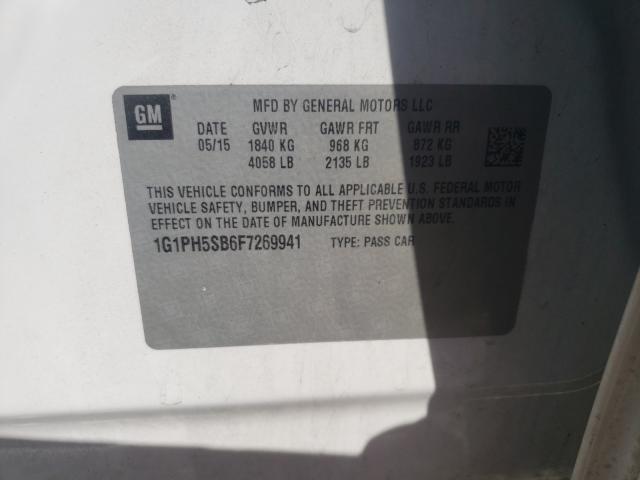 GM ®
MFD BY GENERAL MOTORS LLC
DATE GVWR GAWR FRT GAWR RR
05/15 1840 KG 968 KG 872 KG
4058 LB 2135 LB 1923 LB
THIS VEHICLE CONFORMS TO ALL APPLICABLE U.S. FEDERAL MOTOR
VEHICLE SAFETY, BUMPER, AND THEFT PREVENTION STANDARDS IN
EFFECT ON THE DATE OF MANUFACTURE SHOWN ABOVE.
1G1PH5SB6F7269941 TYPE: PASS CAR